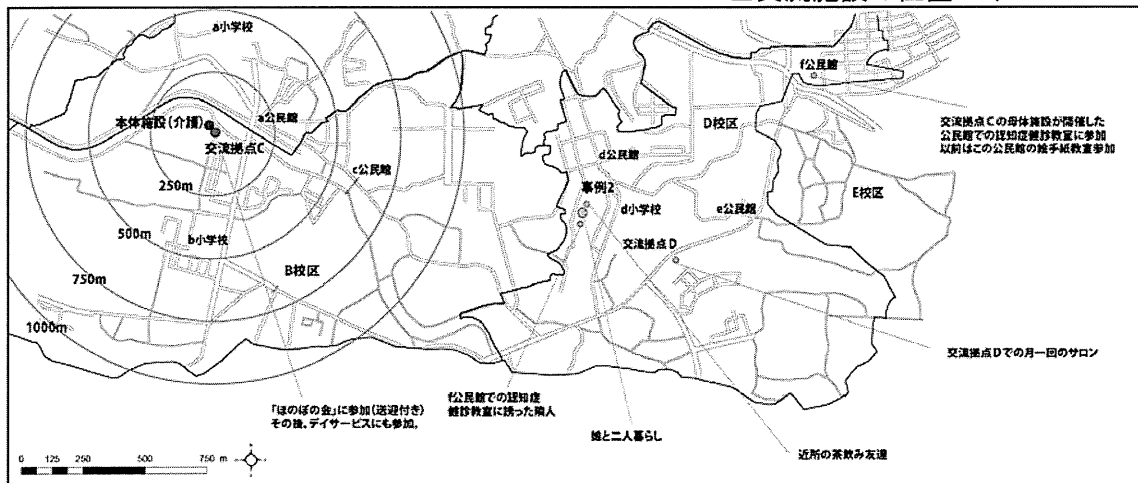 a小学校
f公民館
本体施設(介護)
a公民館
交流拠点C
D校区
交流拠点Cの母体施設が開催した
公民館での認知症健診教室に参加
以前はこの公民館の絵手紙教室参加
d公民館
c公民館
250m
事例2
E校区
d小学校
e公民館
500m
b小学校
交流拠点D
B校区
750m
1000m
交流拠点Dでの月一回のサロン
「ほのぼの会」に参加(送迎付き)
その後、デイサービスにも参加。
f公民館での認知症
健診教室に誘った隣人
娘と二人暮らし
近所の茶飲み友達
0 125 250 500 750 m